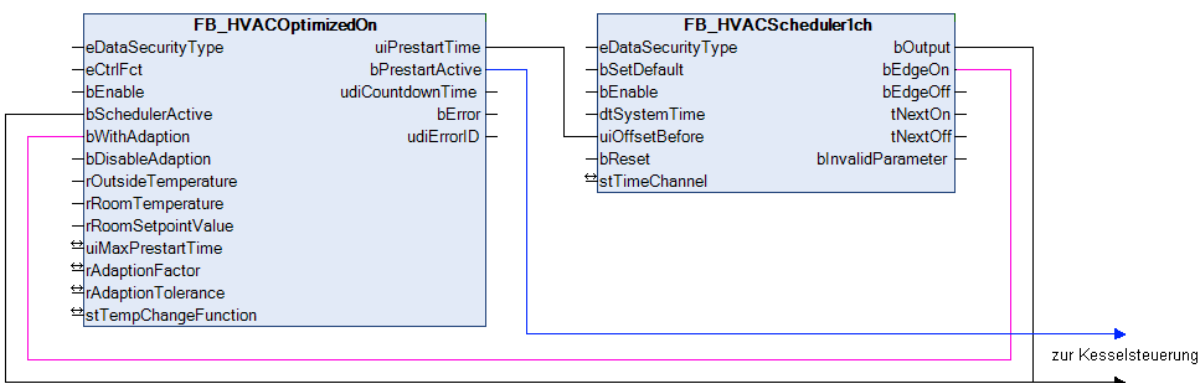 FB_HVACOptimizedOn
eDataSecurityType uiPrestartTime
eCtrlFct bPrestartActive
bEnable udiCountdownTime
bSchedulerActive bError
bWithAdaption udiErrorID
bDisableAdaption
rOutsideTemperature
rRoomTemperature
rRoomSetpointValue
uiMaxPrestartTime
rAdaptionFactor
rAdaptionTolerance
stTempChangeFunction
FB_HVACScheduler1ch
eDataSecurityType bOutput
bSetDefault bEdgeOn
bEnable bEdgeOff
dtSystemTime tNextOn
uiOffsetBefore tNextOff
bReset bInvalidParameter
stTimeChannel
zur Kesselsteuerung